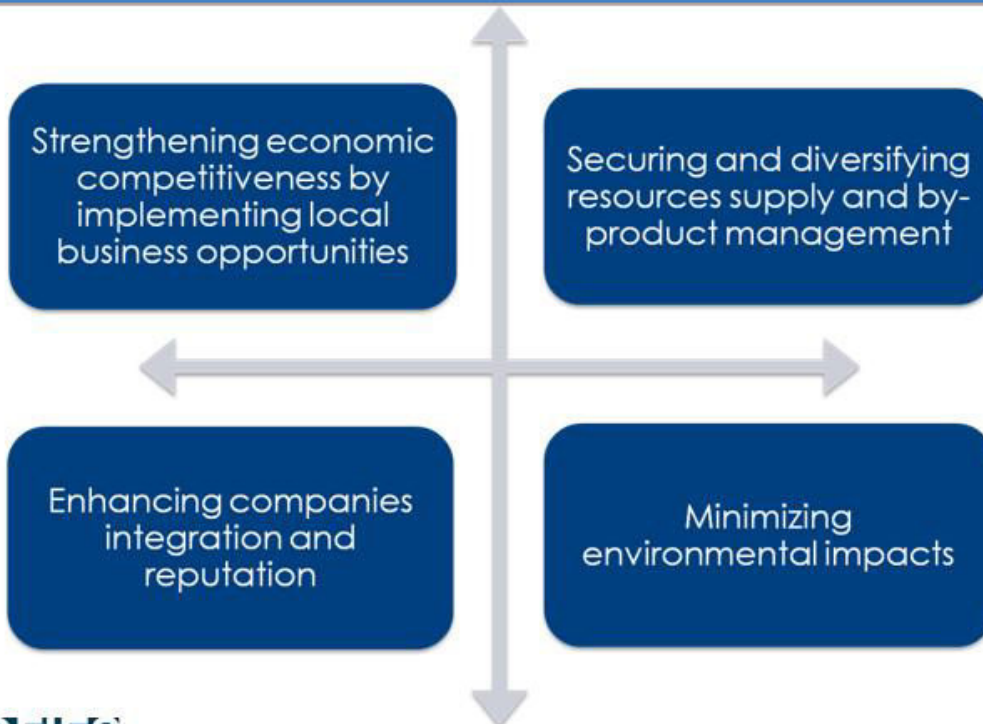 Strengthening economic
competitiveness by
implementing local
business opportunities
Securing and diversifying
resources supply and by-
product management
Enhancing companies
integration and
reputation
Minimizing
environmental impacts